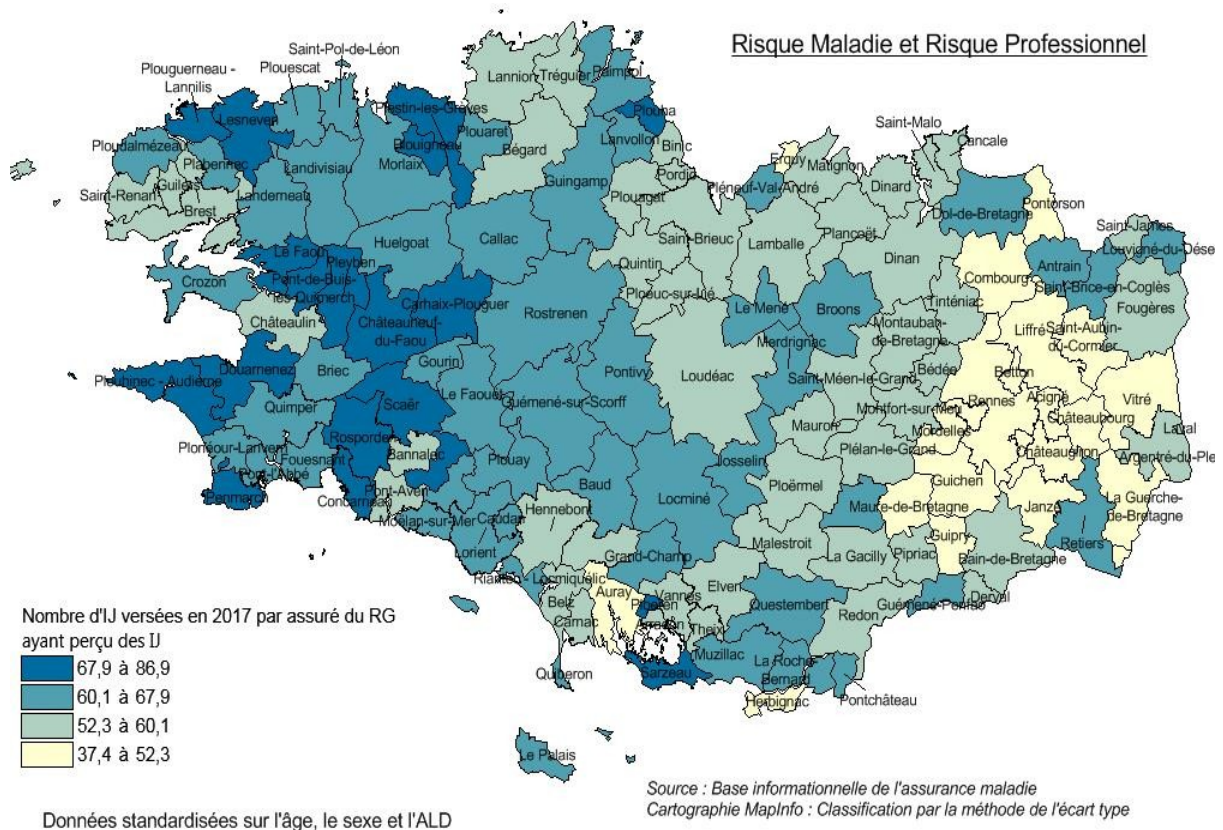 Risque Maladie et Risque Professionnel
Saint-Pol-de-Léon
Plouescat
Plouguerneau -
Lannilis
Lesneven
Ploudalmézeau
Plabennec
Saint-Renan
Guilers
Brest
Landerneau
Landivisiau
Morlaix
Plestin-les-Grèves
Plouigneau
Plouaret
Lannion
Tréguier
Paimpol
Plouha
Lanvollon
Bégard
Guingamp
Binic
Pordic
Plouagat
Saint-Brieuc
Pléneuf-Val-André
Erquy
Matignon
Saint-Malo
Cancale
Dinard
Dol-de-Bretagne
Pontorson
Saint-James
Louvigné-du-Dése
Antrain
Saint-Brice-en-Coglès
Fougères
Combourg
Plancoët
Lamballe
Dinan
Quintin
Ploeuc-sur-Lié
Le Mené
Broons
Tinténiac
Montauban-
de-Bretagne
Liffré
Saint-Aubin-
du-Cormier
Huelgoat
Callac
Le Faou
Pleyben
Pont-de-Buis-
lès-Quimerch
Crozon
Châteaulin
Carhaix-Plouguer
Châteauneuf-
du-Faou
Rostrenen
Loudéac
Merdrignac
Saint-Méen-le-Grand
Bédée
Betton
Rennes
Acigné
Châteaubourg
Vitré
Plouhinec - Audierne
Douarnenez
Briec
Gourin
Le Faouët
Guémené-sur-Scorff
Pontivy
Mauron
Montfort-sur-Meu
Mordelles
Plélan-le-Grand
Châteaugiron
Laval
Argentré-du-Ple
Quimper
Scaër
Rosporden
Bannalec
Plonéour-Lanvern
Fouesnant
Pont-l'Abbé
Penmarch
Concarneau
Pont-Aven
Moëlan-sur-Mer
Plouay
Baud
Locminé
Josselin
Ploërmel
Guichen
Maure-de-Bretagne
Janzé
La Guerche-
de-Bretagne
Retiers
Guipry
Bain-de-Bretagne
Pipriac
La Gacilly
Malestroit
Caudan
Lorient
Hennebont
Riantec - Locmiquélic
Grand-Champ
Auray
Belz
Carnac
Quiberon
Vannes
Elven
Theix
Sarzeau
Questembert
Muzillac
La Roche-
Bernard
Redon
Guémené-Penfao
Derval
Pontchâteau
Herbignac
Le Palais
Nombre d'IJ versées en 2017 par assuré du RG
ayant perçu des IJ
67,9 à 86,9
60,1 à 67,9
52,3 à 60,1
37,4 à 52,3
Source : Base informationnelle de l'assurance maladie
Cartographie MapInfo : Classification par la méthode de l'écart type
Données standardisées sur l'âge, le sexe et l'ALD